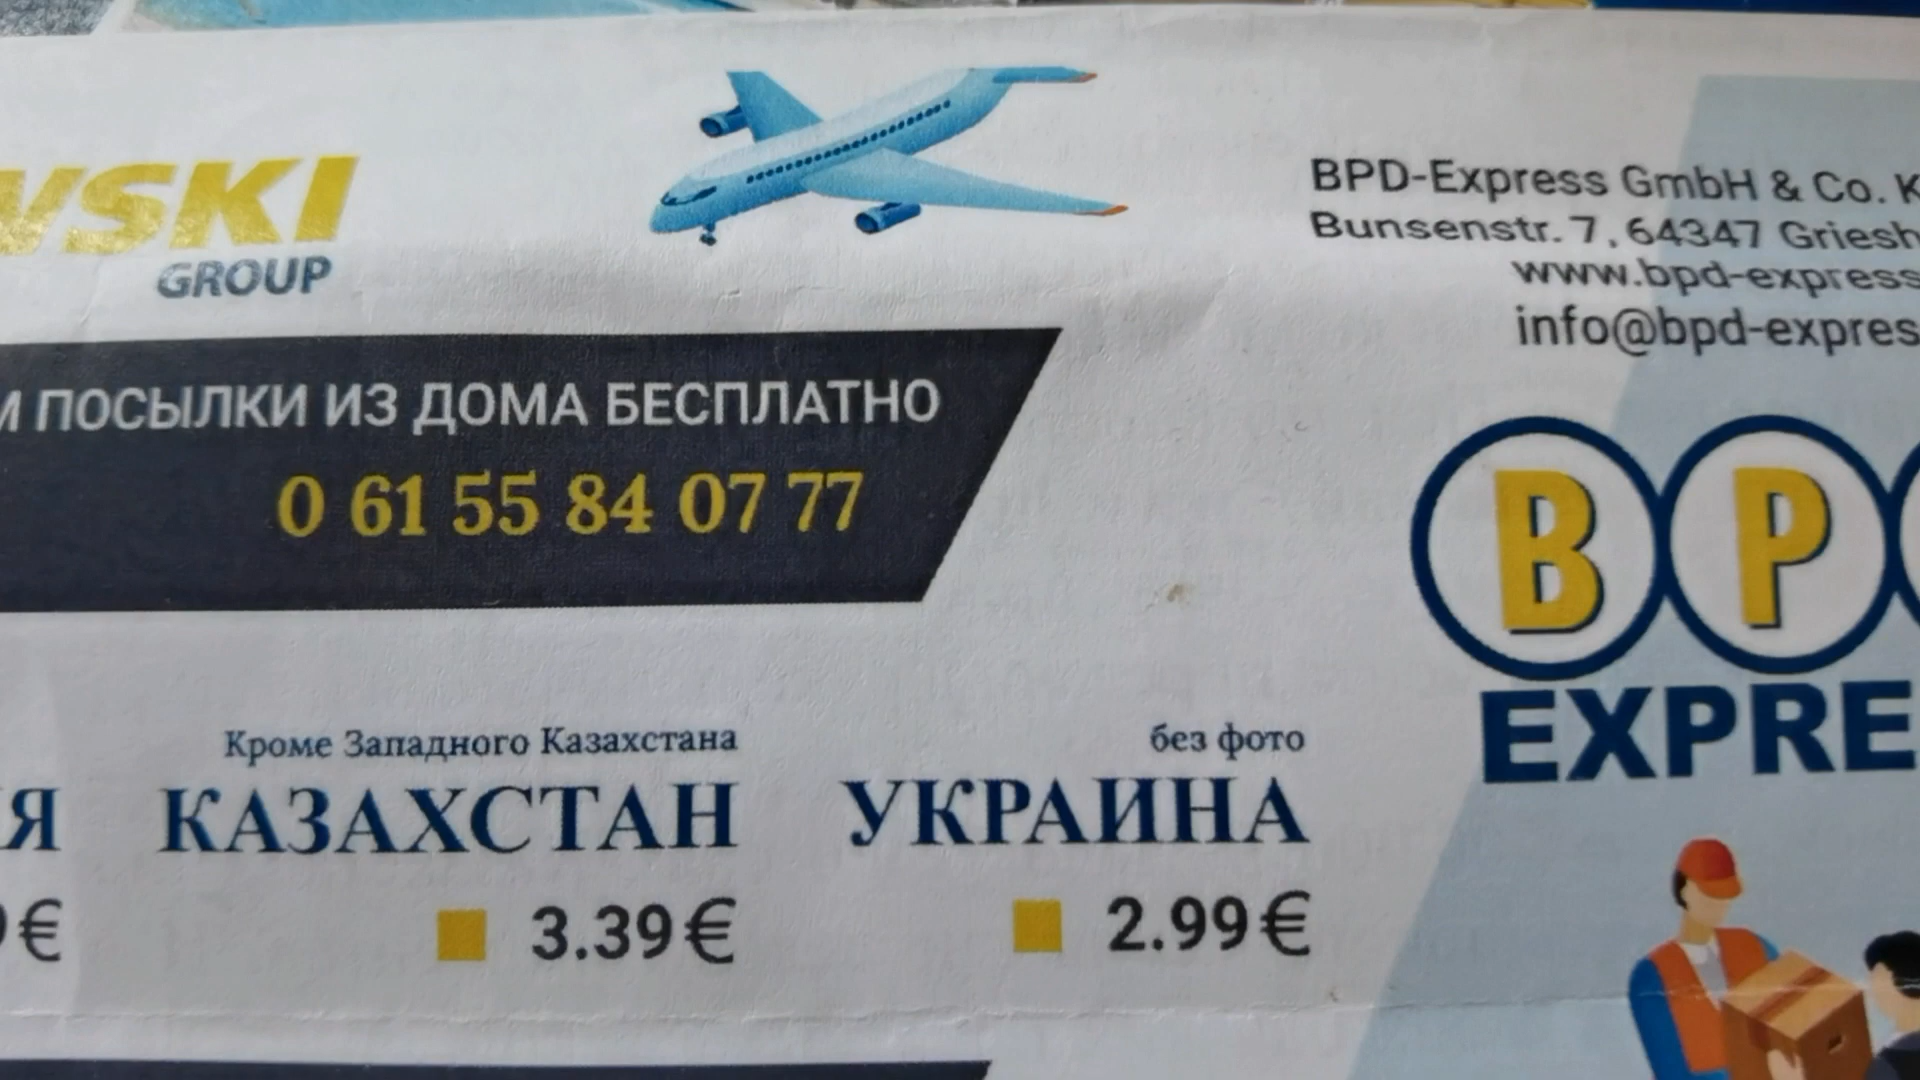 VSKI
GROUP
BPD-Express GmbH & Co. K
Bunsenstr. 7, 64347 Griesh
www.bpd-express
info@bpd-expres
М ПОСЫЛКИ ИЗ ДОМА БЕСПЛАТНО
0 61 55 84 07 77
BP
EXPRE
Кроме Западного Казахстана
без фото
Я КАЗАХСТАН УКРАИНА
9€ 3.39€ 2.99€